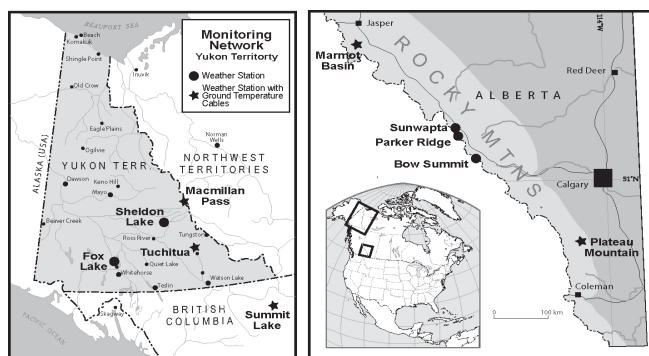 BEAUFORT SEA
Beach
Komakuk
Shingle Point
Inuvik
Old Crow
Eagle Plains
Ogilvie
Norman
Wells
YUKON TERR.
NORTHWEST
TERRITORIES
ALASKA (USA)
Dawson
Keno Hill
Mayo
Macmillan
Pass
Sheldon
Lake
Beaver Creek
Ross River
Tungsten
Tuchitua
Fox
Lake
Quiet Lake
Whitehorse
Watson Lake
Teslin
Skagway
BRITISH
COLUMBIA
Summit
Lake
PACIFIC OCEAN
Monitoring
Network
Yukon Territorty
Weather Station
Weather Station with
Ground Temperature
Cables
Jasper
Marmot
Basin
ROCKY MTNS.
114°W
Red Deer
ALBERTA
Sunwapta
Parker Ridge
Bow Summit
Calgary
51°N
Plateau
Mountain
Coleman
0
100 km